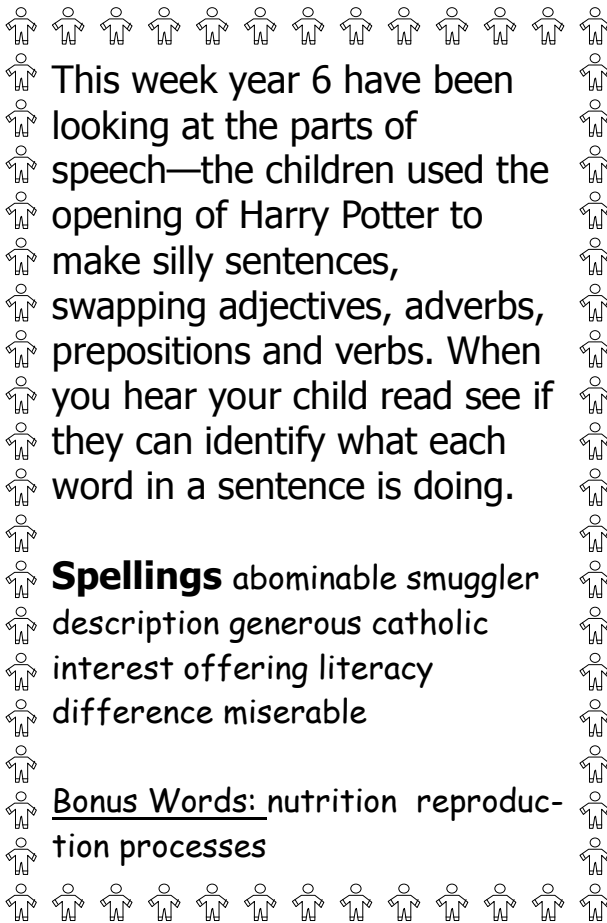 This week year 6 have been
looking at the parts of
speech—the children used the
opening of Harry Potter to
make silly sentences,
swapping adjectives, adverbs,
prepositions and verbs. When
you hear your child read see if
they can identify what each
word in a sentence is doing.
Spellings abominable smuggler
description generous catholic
interest offering literacy
difference miserable
Bonus Words: nutrition  reproduc-
tion processes